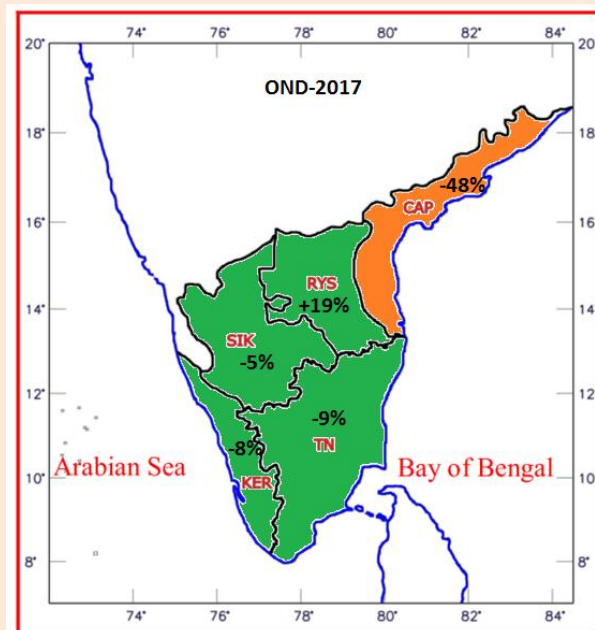 74° 76° 78° 80° 82° 84°
20° 20°
OND-2017
18° 18°
-48%
CAP
16° 16°
RYS
+19%
14° 14°
SIK
-5%
12° 12°
-9%
TN
-8%
KER
Arabian Sea
Bay of Bengal
10° 10°
8° 8°
74° 76° 78° 80° 82° 84°